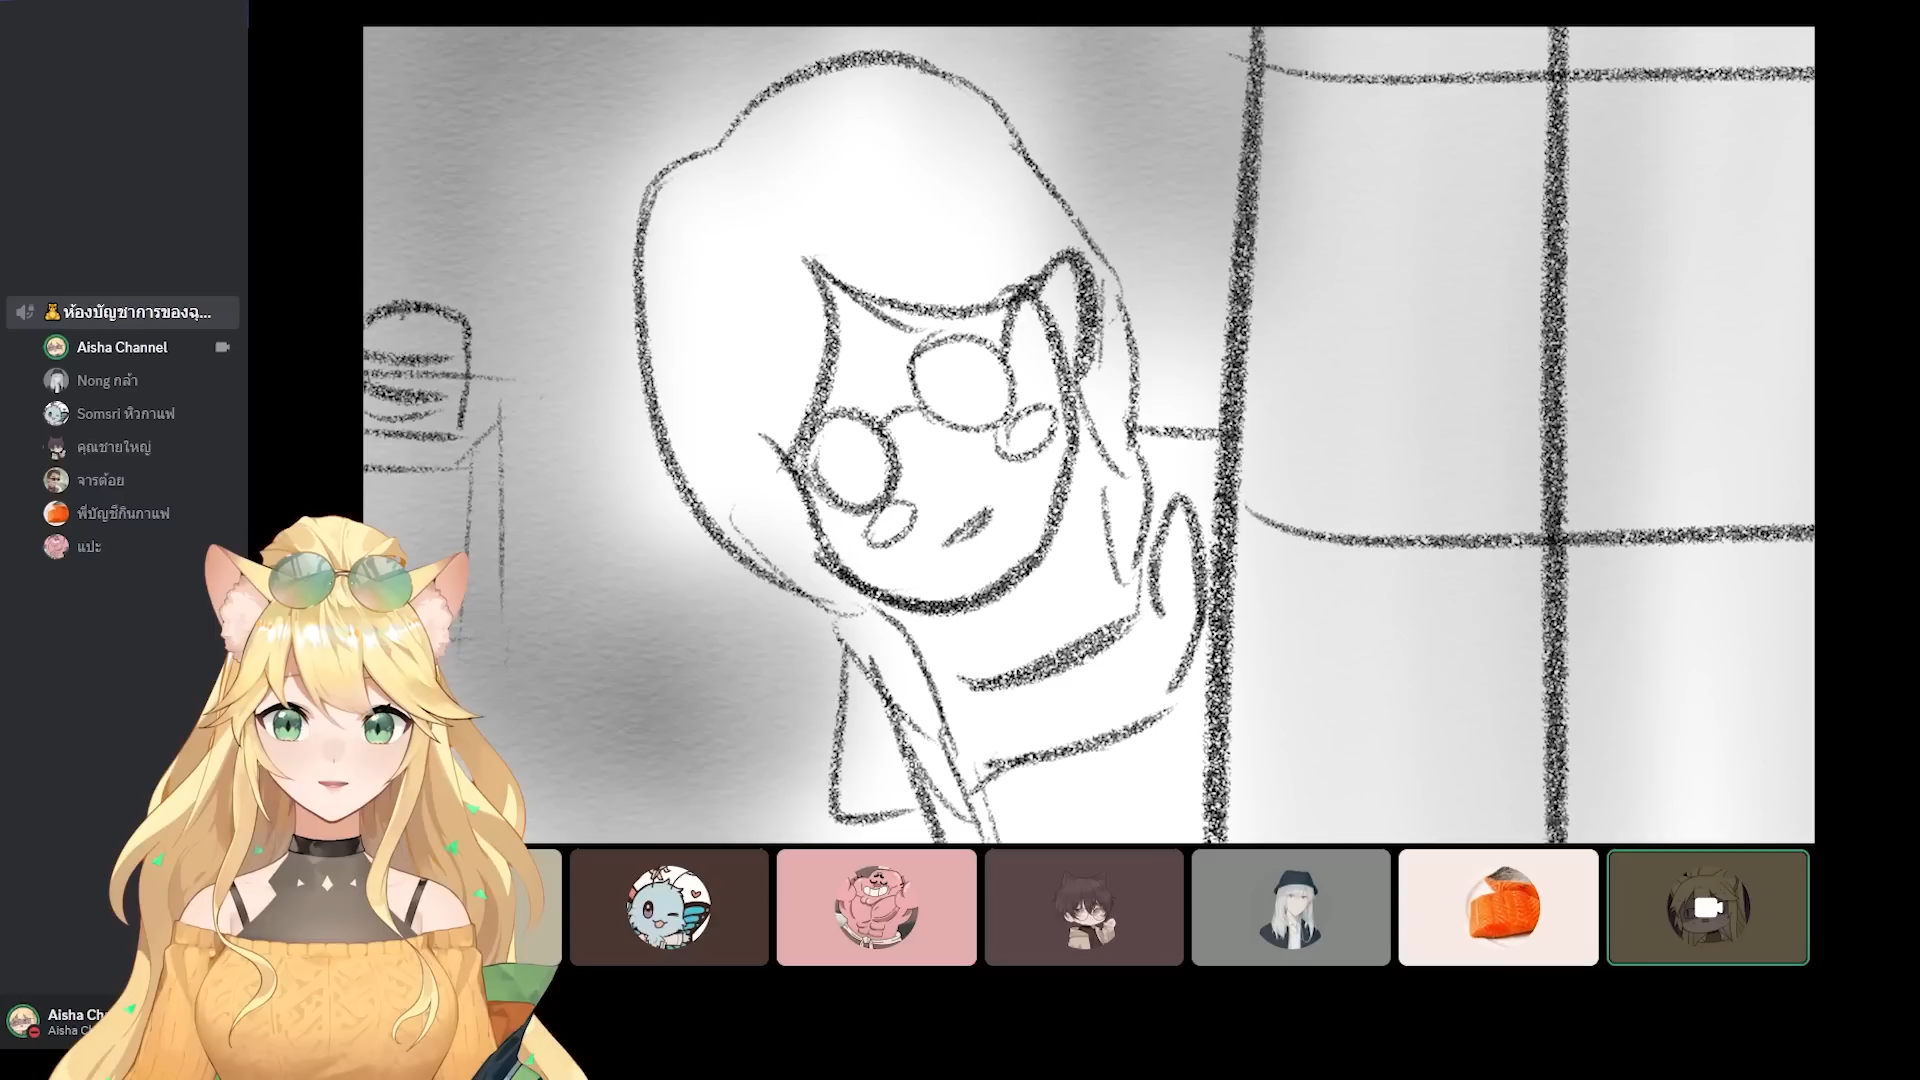 ห้องบัญชาการของฉุ...
Aisha Channel
Nong กล้า
Somsri หิวกาแฟ
คุณชายใหญ่
จารต้อย
พี่บัญชีกินกาแฟ
แปะ
Aisha Ch
Aisha Ch